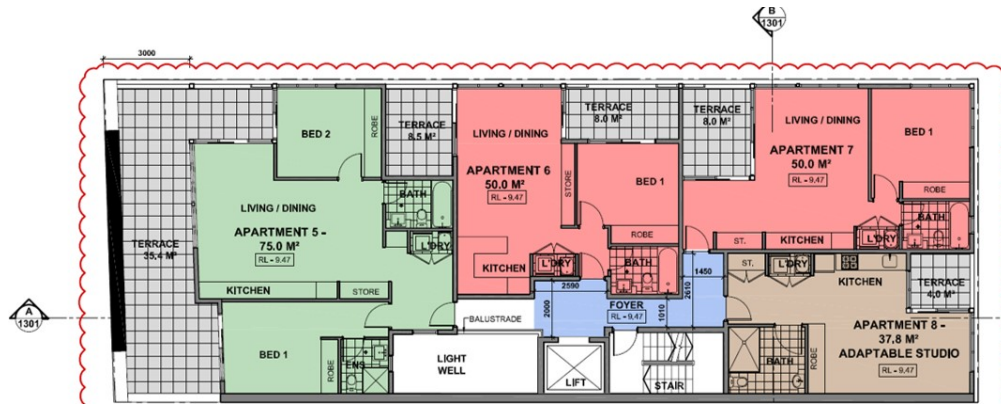 B
1301
3000
BED 2
ROBE
TERRACE
8.5 M²
LIVING / DINING
APARTMENT 6
50.0 M²
RL - 9.47
STORE
TERRACE
8.0 M²
BED 1
ROBE
TERRACE
8.0 M²
LIVING / DINING
APARTMENT 7
50.0 M²
RL - 9.47
BED 1
ROBE
BATH
LIVING / DINING
APARTMENT 5 -
75.0 M²
RL - 9.47
BATH
L'DRY
TERRACE
35.4 M²
KITCHEN
STORE
KITCHEN
L'DRY
BATH
ST.
KITCHEN
L'DRY
ST.
L'DRY
KITCHEN
TERRACE
4.0 M²
2590
1450
2610
2000
1010
FOYER
RL - 9.47
A
1301
BALUSTRADE
BED 1
ROBE
ENS
LIGHT
WELL
LIFT
STAIR
BATH
ROBE
APARTMENT 8 -
37.8 M²
ADAPTABLE STUDIO
RL - 9.47